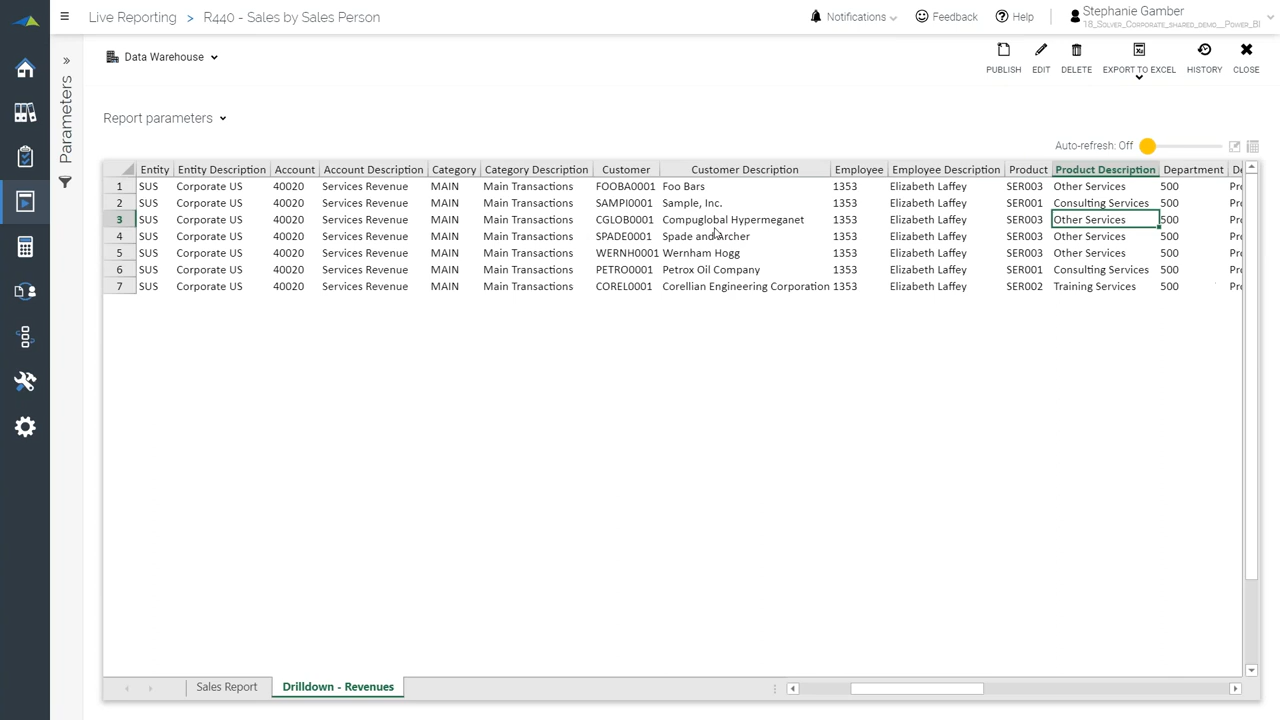 Live Reporting > R440 - Sales by Sales Person
Notifications
Feedback
Help
Stephanie Gamber
18_Solver_Corporate_shared_demo__Power_BI
Data Warehouse
PUBLISH EDIT DELETE EXPORT TO EXCEL HISTORY CLOSE
Parameters
Report parameters
Auto-refresh: Off
Entity Entity Description Account Account Description Category Category Description Customer Customer Description Employee Employee Description Product Product Description Department De
1 SUS Corporate US 40020 Services Revenue MAIN Main Transactions FOOBA0001 Foo Bars 1353 Elizabeth Laffey SER003 Other Services 500 Pro
2 SUS Corporate US 40020 Services Revenue MAIN Main Transactions SAMPI0001 Sample, Inc. 1353 Elizabeth Laffey SER001 Consulting Services 500 Pro
3 SUS Corporate US 40020 Services Revenue MAIN Main Transactions CGLOB0001 Compuglobal Hypermeganet 1353 Elizabeth Laffey SER003 Other Services 500 Pro
4 SUS Corporate US 40020 Services Revenue MAIN Main Transactions SPADE0001 Spade and Archer 1353 Elizabeth Laffey SER003 Other Services 500 Pro
5 SUS Corporate US 40020 Services Revenue MAIN Main Transactions WERNH0001 Wernham Hogg 1353 Elizabeth Laffey SER003 Other Services 500 Pro
6 SUS Corporate US 40020 Services Revenue MAIN Main Transactions PETRO0001 Petrox Oil Company 1353 Elizabeth Laffey SER001 Consulting Services 500 Pro
7 SUS Corporate US 40020 Services Revenue MAIN Main Transactions COREL0001 Corellian Engineering Corporation 1353 Elizabeth Laffey SER002 Training Services 500 Pro
Sales Report Drilldown - Revenues